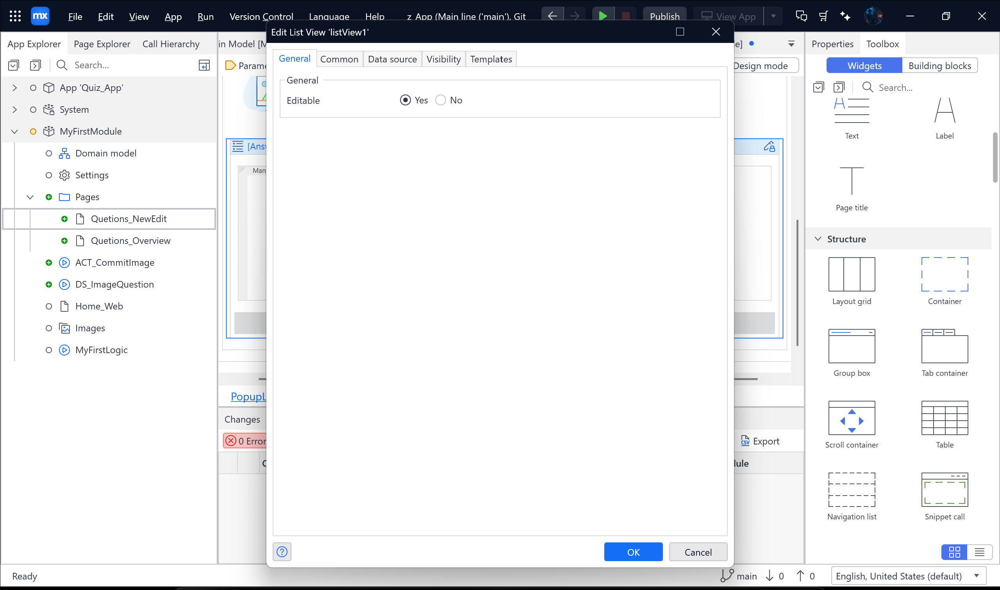 mx File Edit View App Run Version Control Language Help z_App (Main line ('main'), Git Publish View App
Edit List View 'listView1'
App Explorer Page Explorer Call Hierarchy
in Model [M
e]
Properties Toolbox
Search...
Parame
Design mode
Widgets Building blocks
Search...
App 'Quiz_App'
System
MyFirstModule
Domain model
Settings
Pages
Quetions_NewEdit
Quetions_Overview
ACT_CommitImage
DS_ImageQuestion
Home_Web
Images
MyFirstLogic
[Answ
Man
PopupL
Changes
0 Error
Export
CSV
dule
General Common Data source Visibility Templates
General
Editable Yes No
OK Cancel
Text Label
Page title
Structure
Layout grid Container
Group box Tab container
Scroll container Table
Navigation list Snippet call
Ready
main 0 0 English, United States (default)